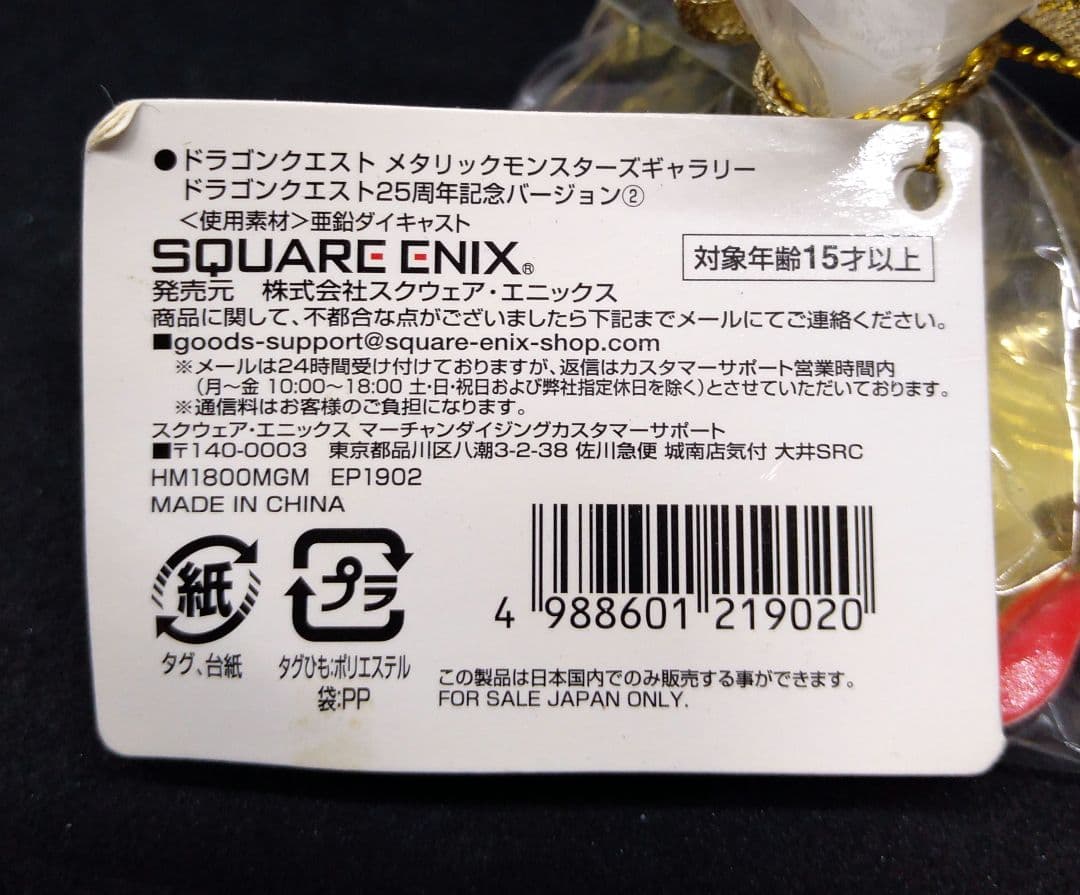 ●ドラゴンクエスト メタリックモンスターズギャラリー
ドラゴンクエスト25周年記念バージョン②
＜使用素材＞亜鉛ダイキャスト
SQUARE ENIX®
対象年齢15才以上
発売元　株式会社スクウェア・エニックス
商品に関して、不都合な点がございましたら下記までメールにてご連絡ください。
■goods-support@square-enix-shop.com
※メールは24時間受け付けておりますが、返信はカスタマーサポート営業時間内
（月～金 10:00～18:00 土・日・祝日および弊社指定休日を除く）とさせていただいております。
※通信料はお客様のご負担になります。
スクウェア・エニックス マーチャンダイジングカスタマーサポート
■〒140-0003　東京都品川区八潮3-2-38 佐川急便 城南店気付 大井SRC
HM1800MGM　EP1902
MADE IN CHINA
紙
プラ
タグ、台紙
タグひも:ポリエステル
袋:PP
4 988601 219020
この製品は日本国内でのみ販売する事ができます。
FOR SALE JAPAN ONLY.